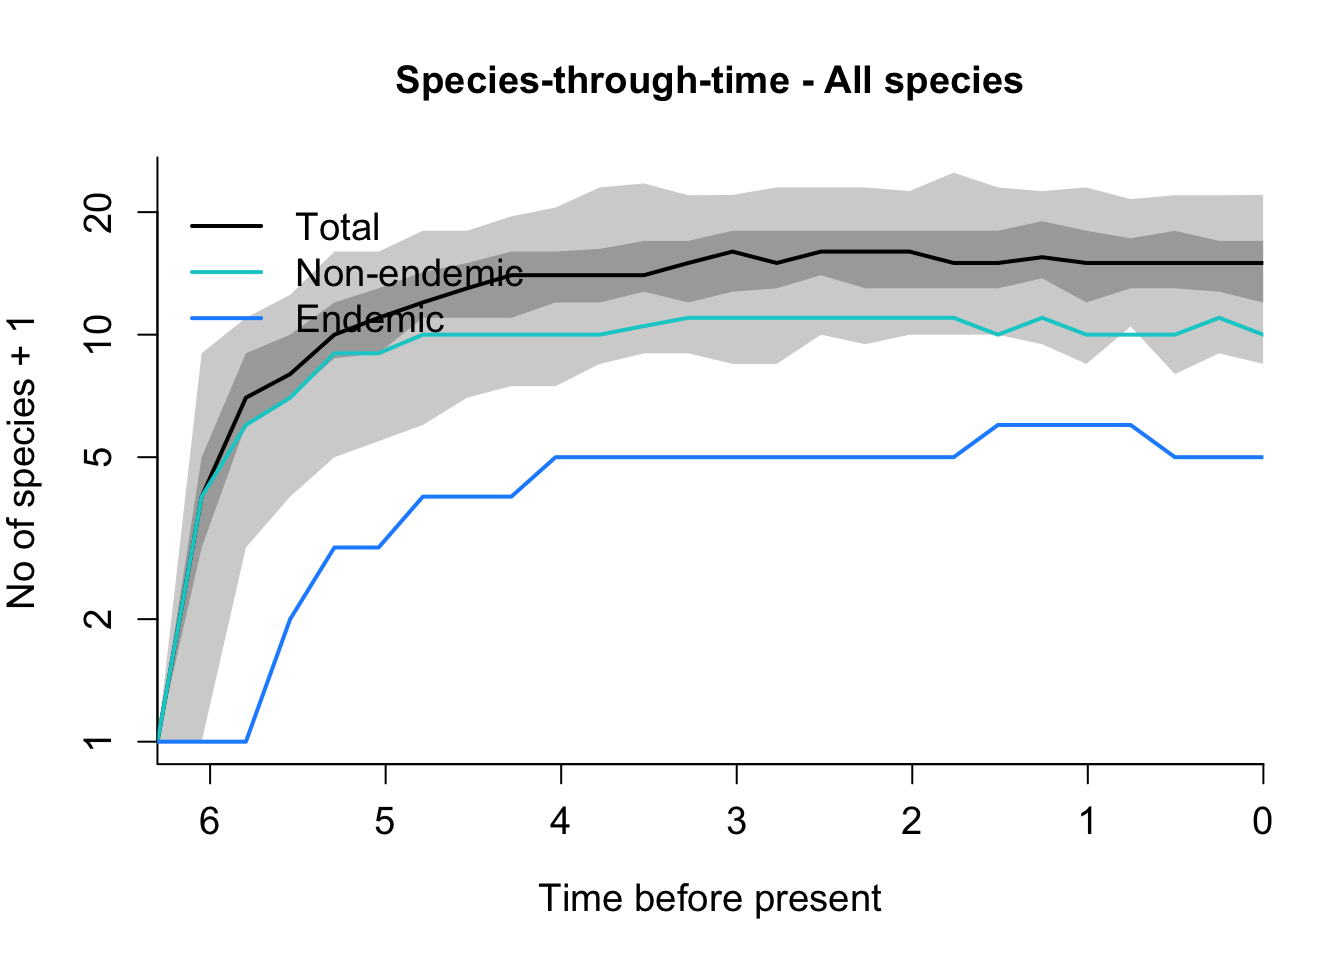 Species-through-time - All species
No of species + 1
20
10
5
2
1
Total
Non-endemic
Endemic
6 5 4 3 2 1 0
Time before present